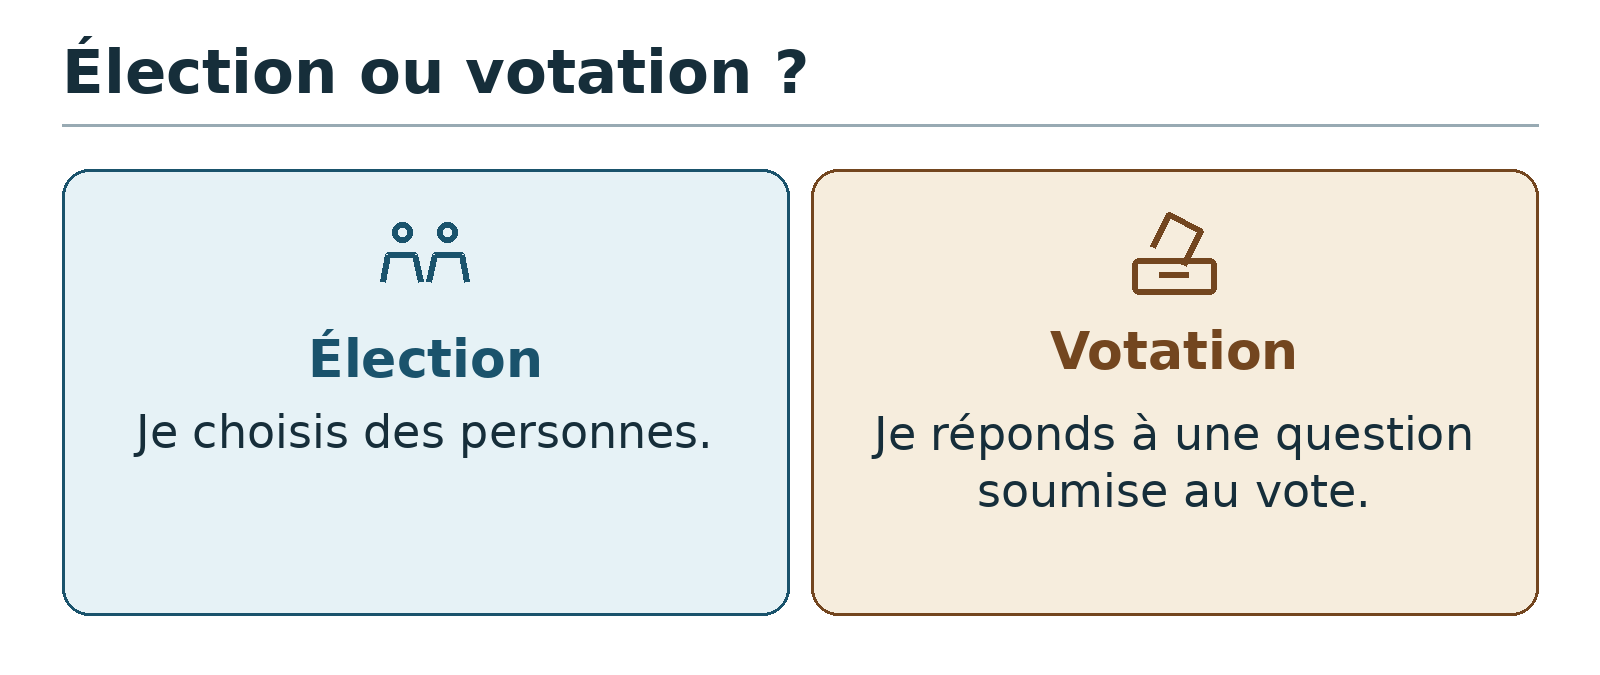 Élection ou votation ?
Élection
Je choisis des personnes.
Votation
Je réponds à une question
soumise au vote.